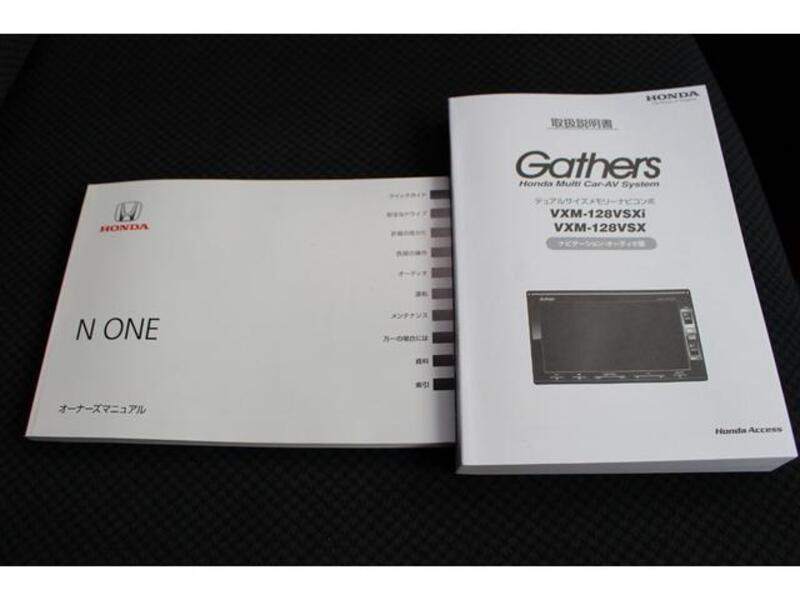 HONDA
N ONE
オーナーズマニュアル
クイックガイド
安全なドライブ
計器の見かた
各部の操作
オーディオ
運転
メンテナンス
万一の場合には
資料
索引
HONDA
取扱説明書
Gathers
Honda Multi Car-AV System
デュアルサイズメモリーナビコンポ
VXM-128VSXi
VXM-128VSX
ナビゲーション・オーディオ編
Honda Access